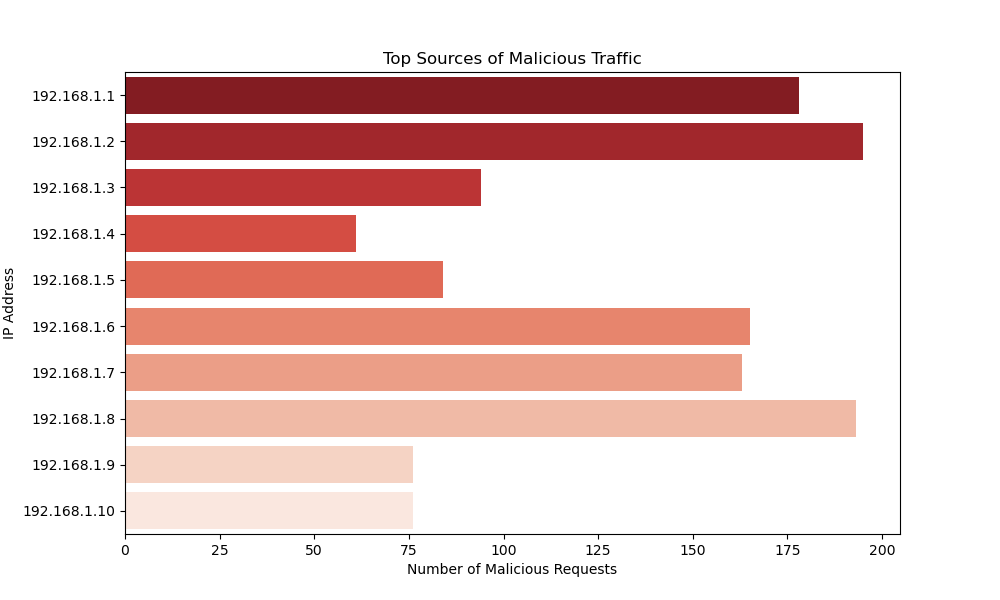 Top Sources of Malicious Traffic
192.168.1.1
192.168.1.2
192.168.1.3
192.168.1.4
192.168.1.5
192.168.1.6
192.168.1.7
192.168.1.8
192.168.1.9
192.168.1.10
IP Address
0 25 50 75 100 125 150 175 200
Number of Malicious Requests